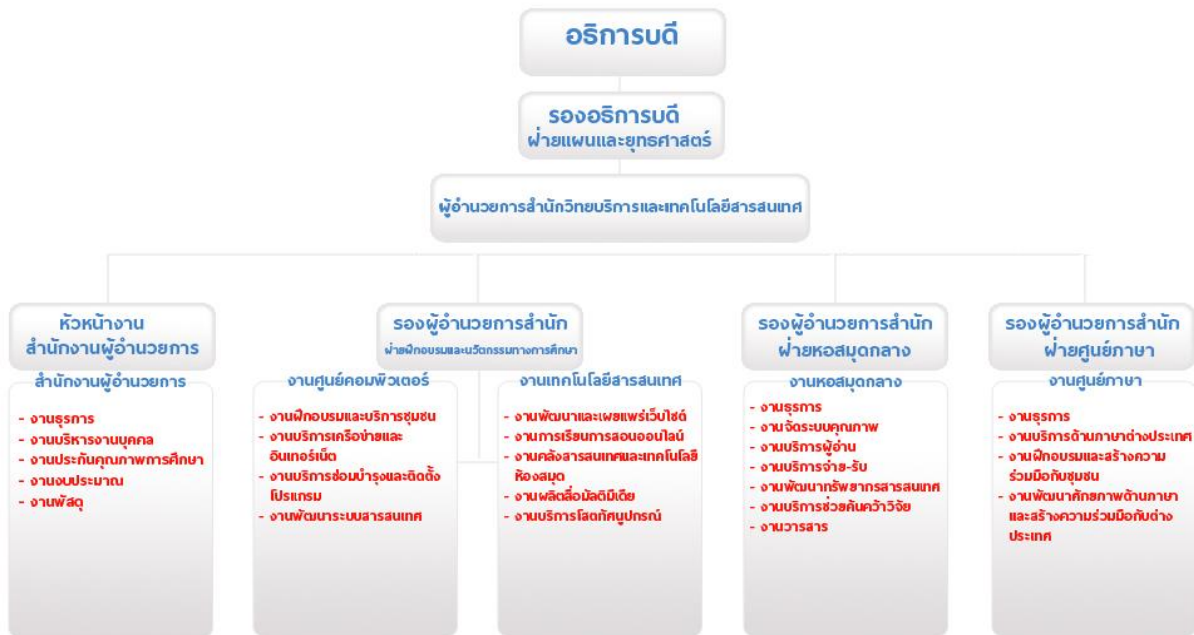 อธิการบดี
รองอธิการบดี
ฝ่ายแผนและยุทธศาสตร์
ผู้อำนวยการสำนักวิทยบริการและเทคโนโลยีสารสนเทศ
หัวหน้างาน
สำนักงานผู้อำนวยการ
สำนักงานผู้อำนวยการ
- งานธุรการ
- งานบริหารงานบุคคล
- งานประกันคุณภาพการศึกษา
- งานงบประมาณ
- งานพัสดุ
รองผู้อำนวยการสำนัก
ฝ่ายฝึกอบรมและนวัตกรรมทางการศึกษา
งานศูนย์คอมพิวเตอร์
- งานฝึกอบรมและบริการชุมชน
- งานบริการเครือข่ายและ
อินเทอร์เน็ต
- งานบริการซ่อมบำรุงและติดตั้ง
โปรแกรม
- งานพัฒนาระบบสารสนเทศ
งานเทคโนโลยีสารสนเทศ
- งานพัฒนาและเผยแพร่เว็บไซต์
- งานการเรียนการสอนออนไลน์
- งานคลังสารสนเทศและเทคโนโลยี
ห้องสมุด
- งานผลิตสื่อมัลติมีเดีย
- งานบริการโสตทัศนูปกรณ์
รองผู้อำนวยการสำนัก
ฝ่ายหอสมุดกลาง
งานหอสมุดกลาง
- งานธุรการ
- งานจัดระบบคุณภาพ
- งานบริการผู้อ่าน
- งานบริการจ่าย-รับ
- งานพัฒนาทรัพยากรสารสนเทศ
- งานบริการช่วยค้นคว้าวิจัย
- งานวารสาร
รองผู้อำนวยการสำนัก
ฝ่ายศูนย์ภาษา
งานศูนย์ภาษา
- งานธุรการ
- งานบริการด้านภาษาต่างประเทศ
- งานฝึกอบรมและสร้างความ
ร่วมมือกับชุมชน
- งานพัฒนาศักยภาพด้านภาษา
และสร้างความร่วมมือกับต่าง
ประเทศ